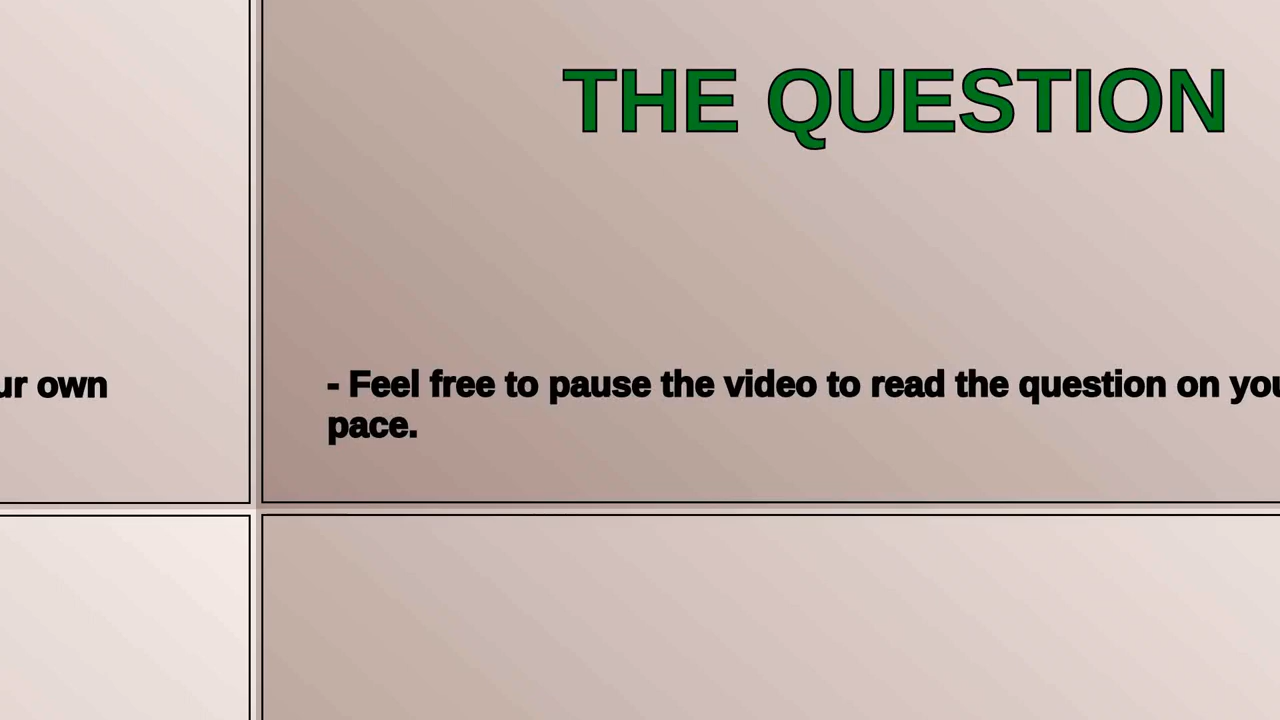 THE QUESTION
ur own
- Feel free to pause the video to read the question on you
pace.